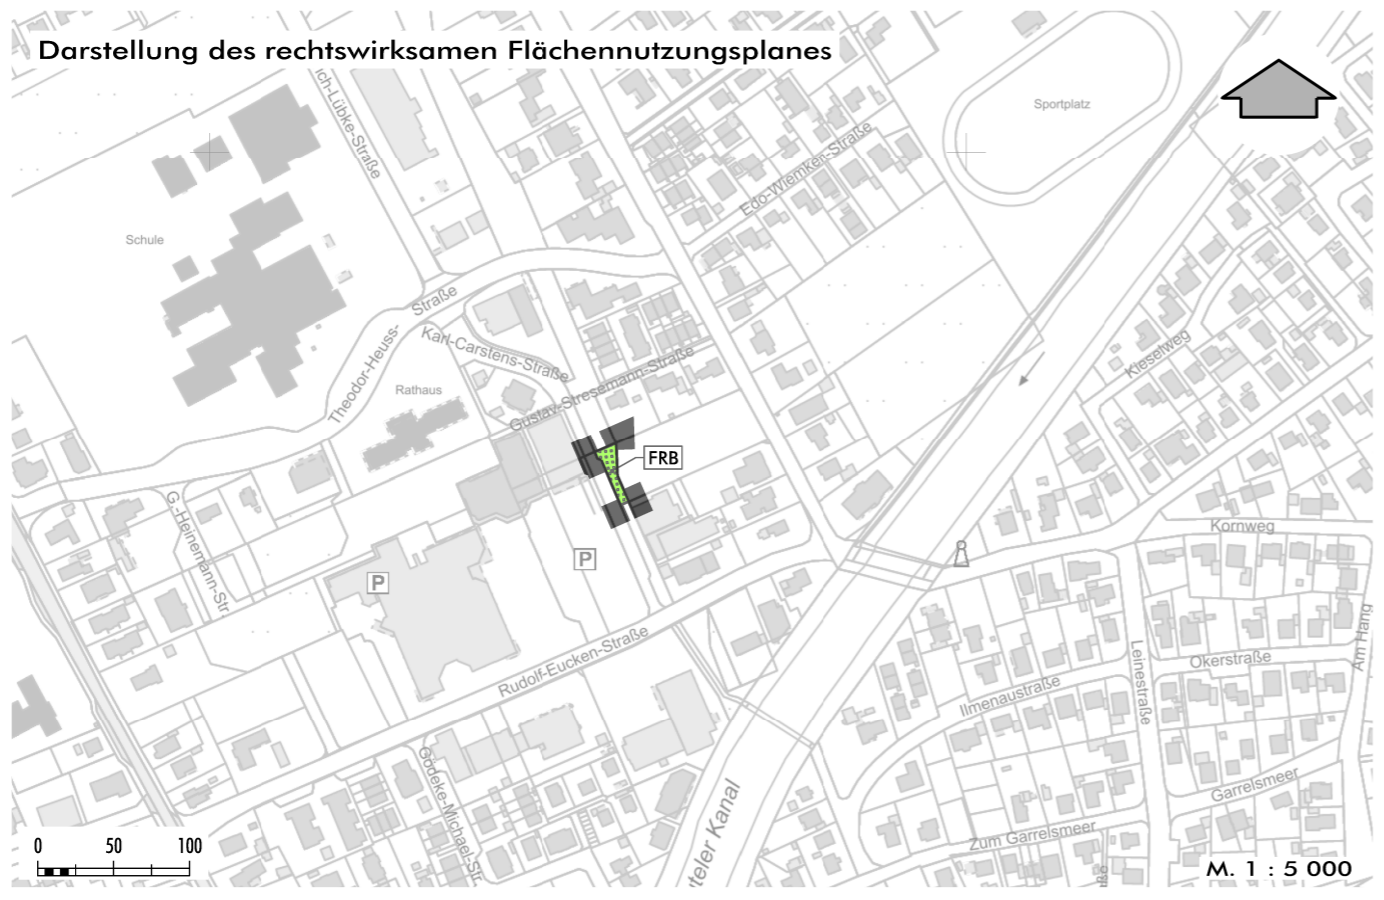 Darstellung des rechtswirksamen Flächennutzungsplanes
ich-Lübke-Straße
Sportplatz
Edo-Wiemken-Straße
Schule
Theodor-Heuss-
Straße
Karl-Carstens-Straße
Kieselweg
Rathaus
Gustav-Stresemann-Straße
FRB
G.-Heinemann-Str.
Kornweg
P
P
Am Hang
Rudolf-Eucken-Straße
Leinestraße
Okerstraße
Ilmenaustraße
Gödeke-Michael-Str.
Garrelsmeer
Zum Garrelsmeer
teler Kanal
aße
0 50 100
M. 1 : 5 000